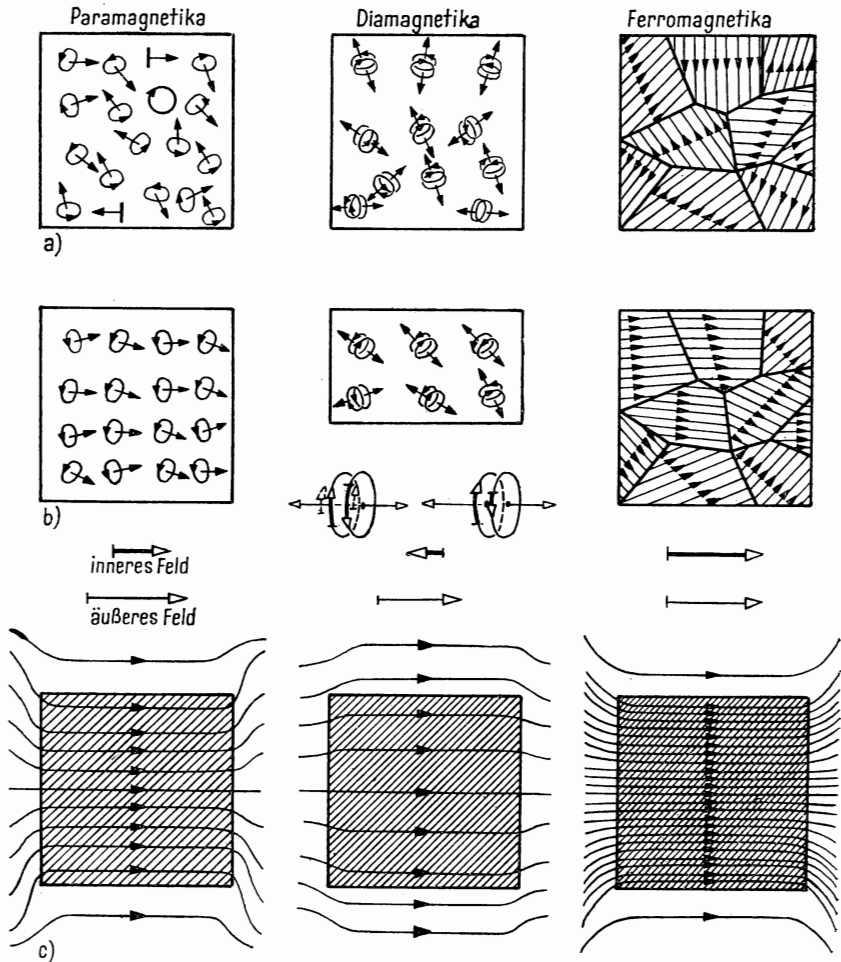 Paramagnetika
Diamagnetika
Ferromagnetika
a)
b)
inneres Feld
äußeres Feld
c)